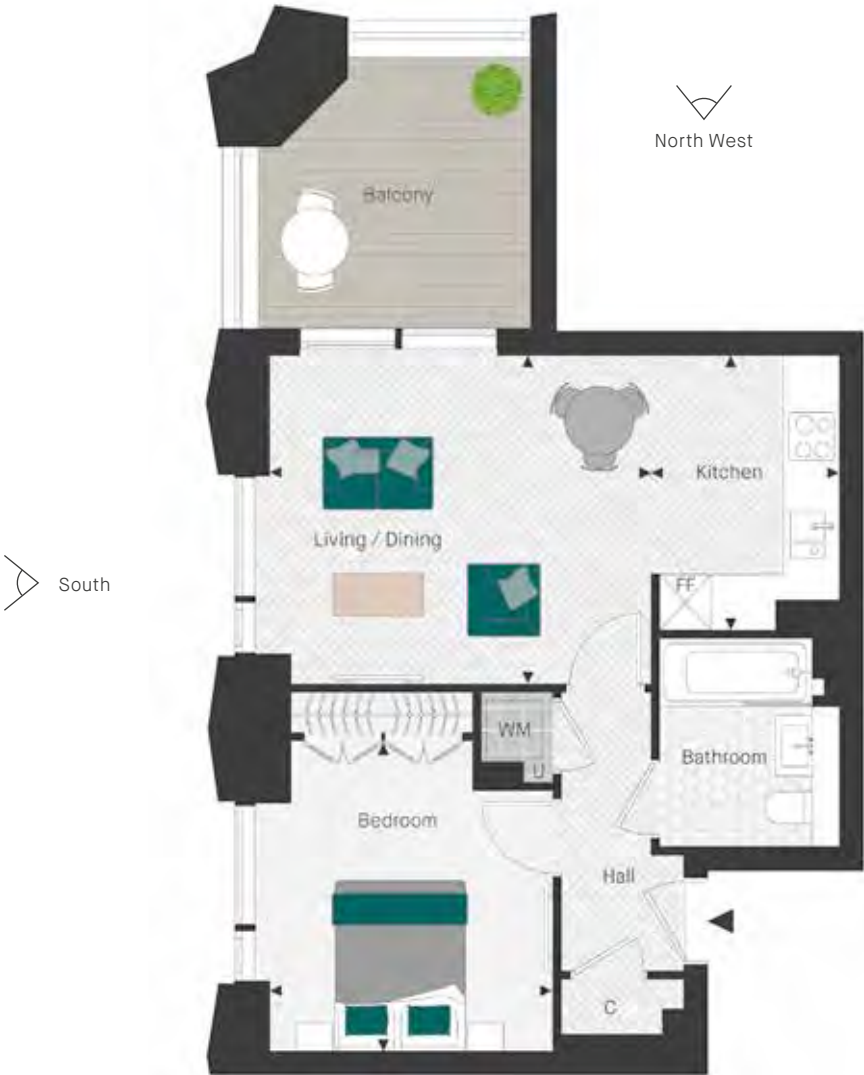 North West
Balcony
Kitchen
Living / Dining
South
FF
WM
U
Bathroom
Bedroom
Hall
C